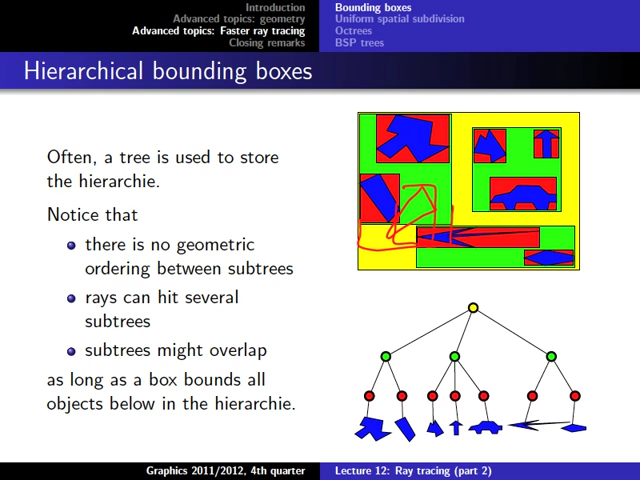 Introduction
Advanced topics: geometry
Advanced topics: Faster ray tracing
Closing remarks
Bounding boxes
Uniform spatial subdivision
Octrees
BSP trees
Hierarchical bounding boxes
Often, a tree is used to store
the hierarchie.
Notice that
there is no geometric
ordering between subtrees
rays can hit several
subtrees
subtrees might overlap
as long as a box bounds all
objects below in the hierarchie.
Graphics 2011/2012, 4th quarter
Lecture 12: Ray tracing (part 2)